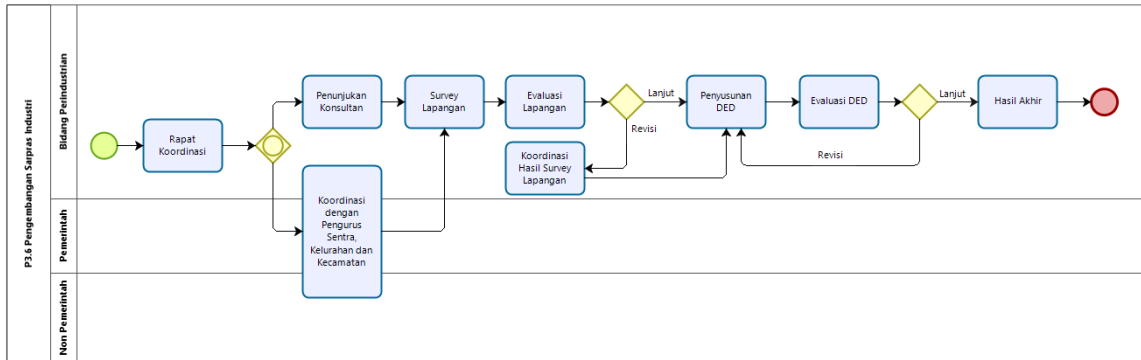 P3.6 Pengembangan Sarpras Industri
Bidang Perindustrian
Rapat
Koordinasi
Penunjukan
Konsultan
Survey
Lapangan
Evaluasi
Lapangan
Lanjut
Revisi
Koordinasi
Hasil Survey
Lapangan
Penyusunan
DED
Evaluasi DED
Lanjut
Revisi
Hasil Akhir
Koordinasi
dengan
Pengurus
Sentra,
Kelurahan dan
Kecamatan
Pemerintah
Non Pemerintah